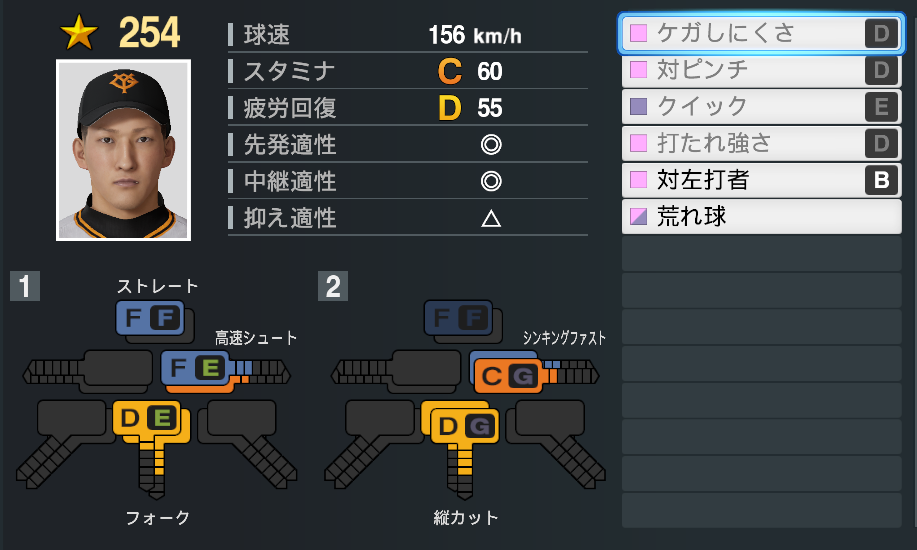 ★ 254
YG
球速 156 km/h
スタミナ C 60
疲労回復 D 55
先発適性 ◎
中継適性 ◎
抑え適性 △
ケガしにくさ D
対ピンチ D
クイック E
打たれ強さ D
対左打者 B
荒れ球
1
ストレート
F F
高速シュート
F E
D E
フォーク
2
F F
シンキングファスト
C G
D G
縦カット